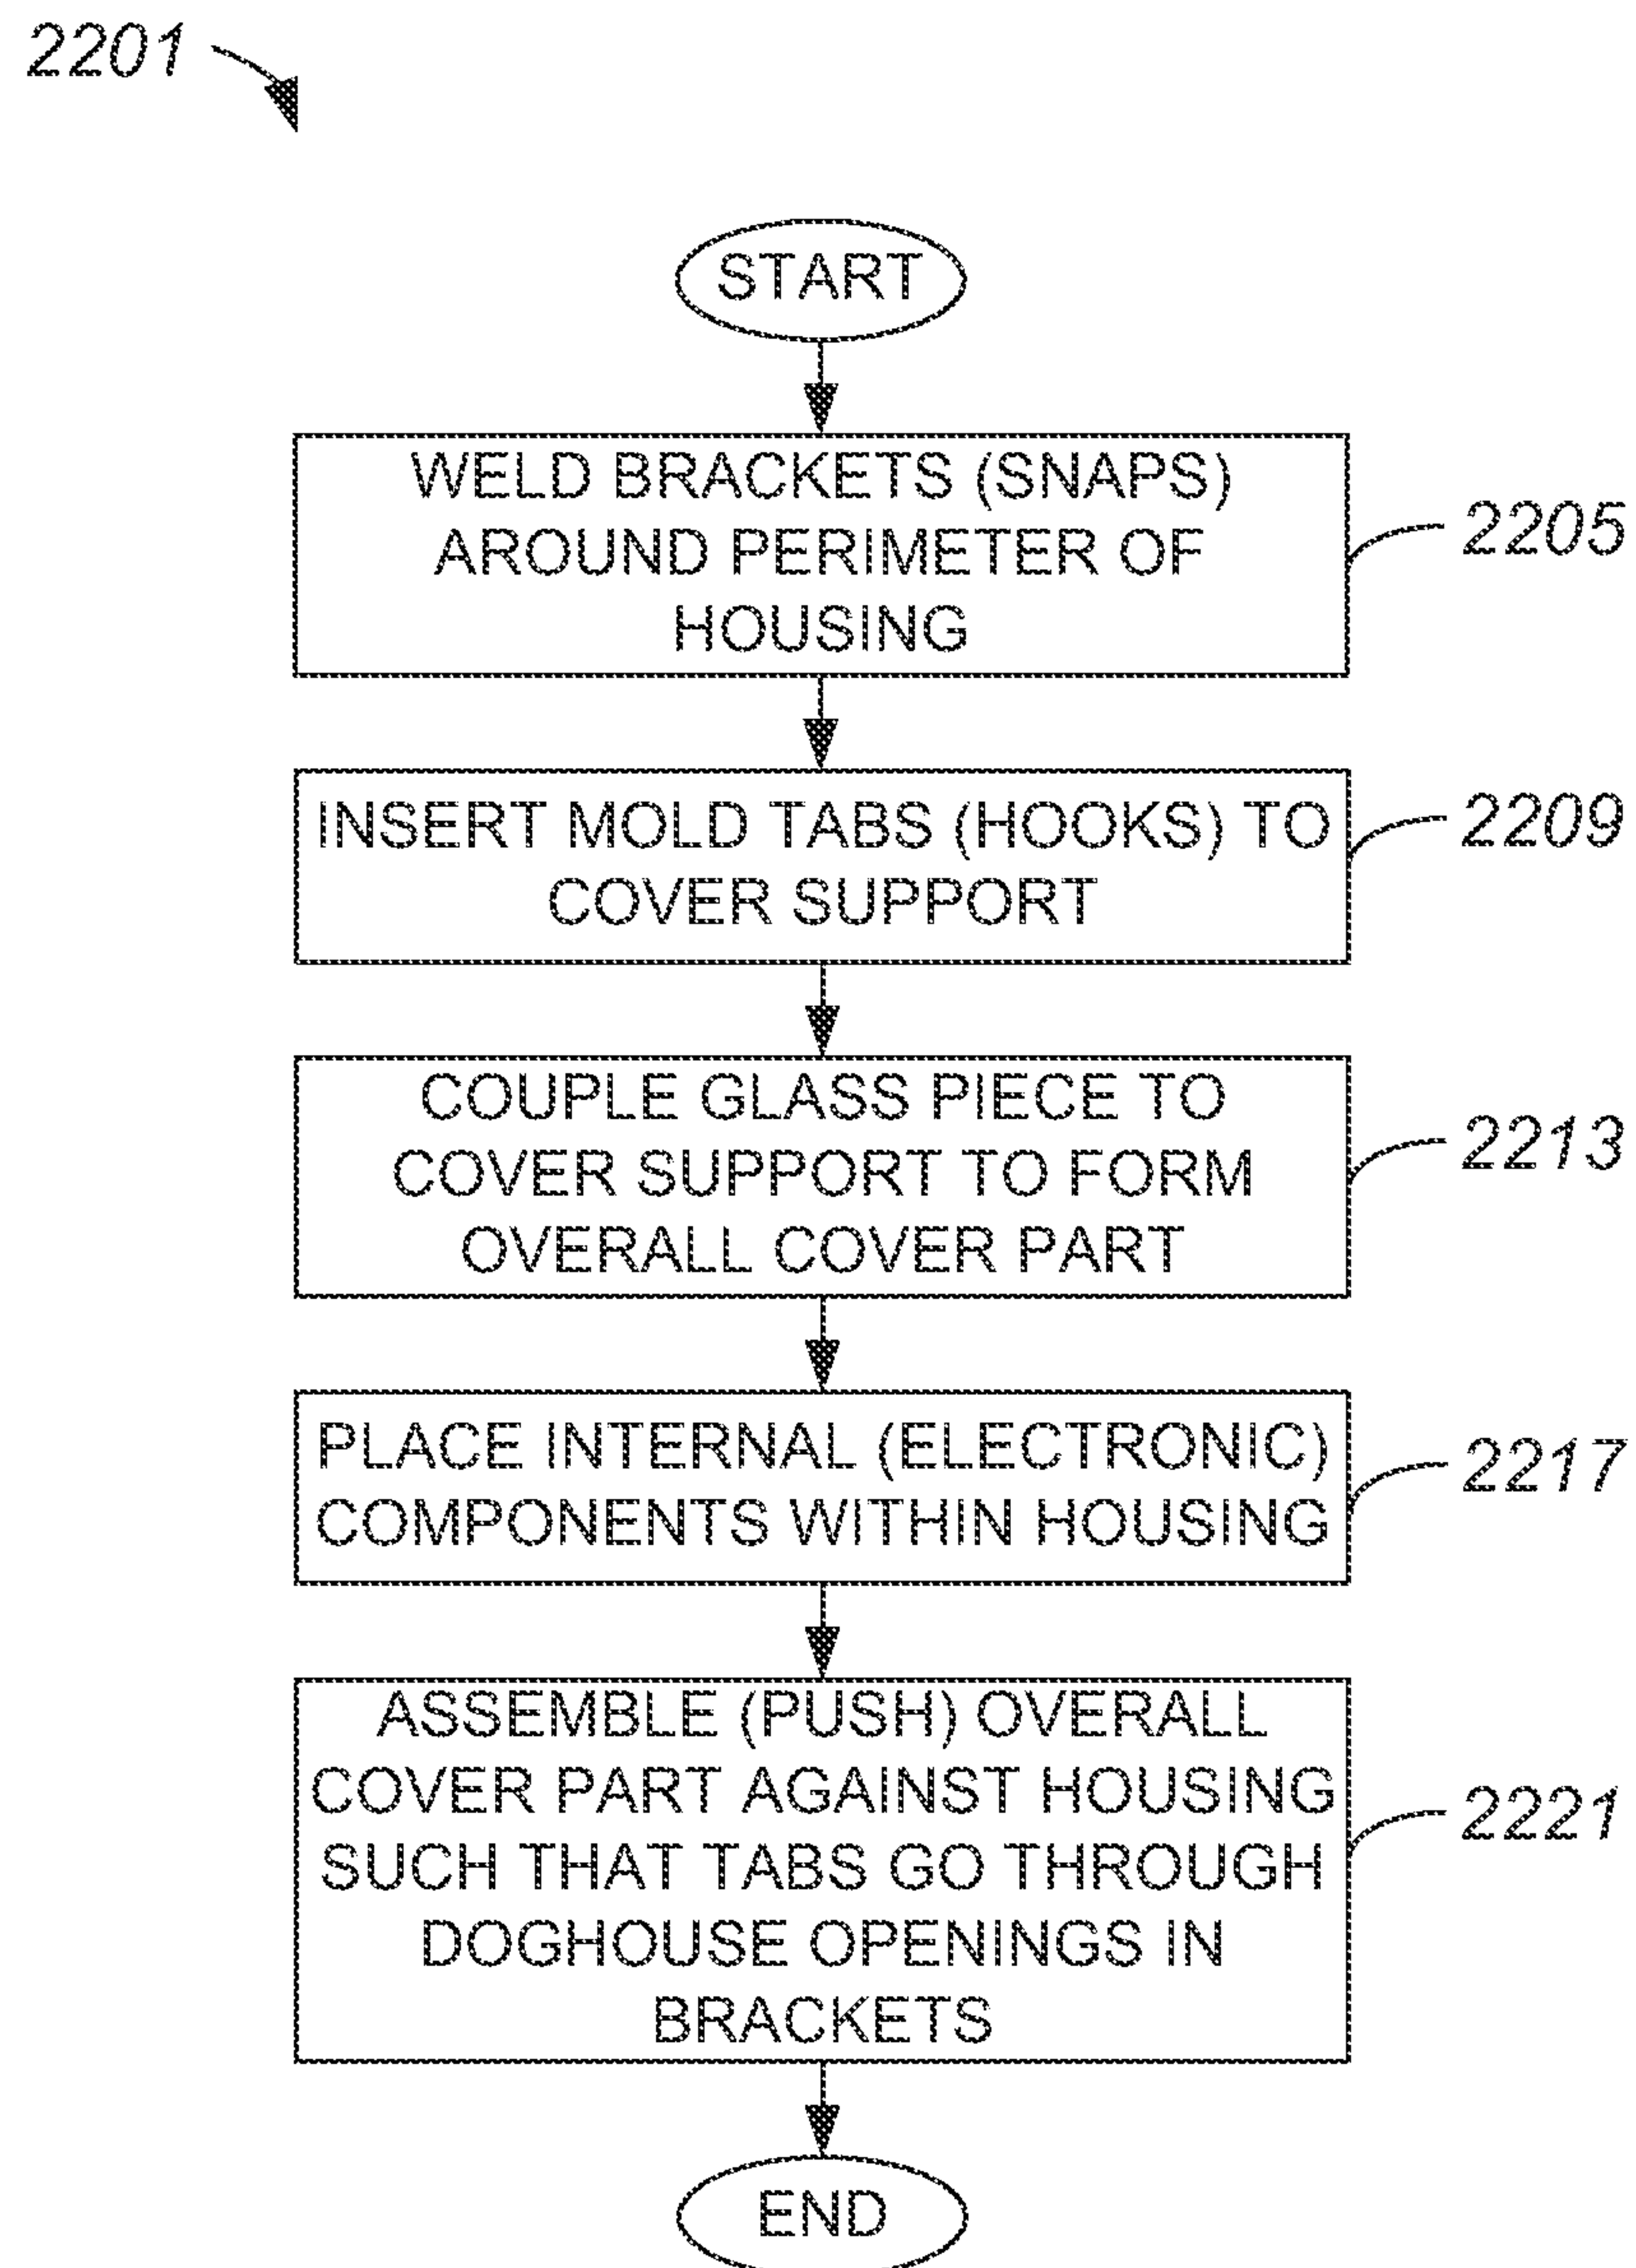 2201
START
WELD BRACKETS (SNAPS)
AROUND PERIMETER OF
HOUSING
2205
INSERT MOLD TABS (HOOKS) TO
COVER SUPPORT
2209
COUPLE GLASS PIECE TO
COVER SUPPORT TO FORM
OVERALL COVER PART
2213
PLACE INTERNAL (ELECTRONIC)
COMPONENTS WITHIN HOUSING
2217
ASSEMBLE (PUSH) OVERALL
COVER PART AGAINST HOUSING
SUCH THAT TABS GO THROUGH
DOGHOUSE OPENINGS IN
BRACKETS
2221
END